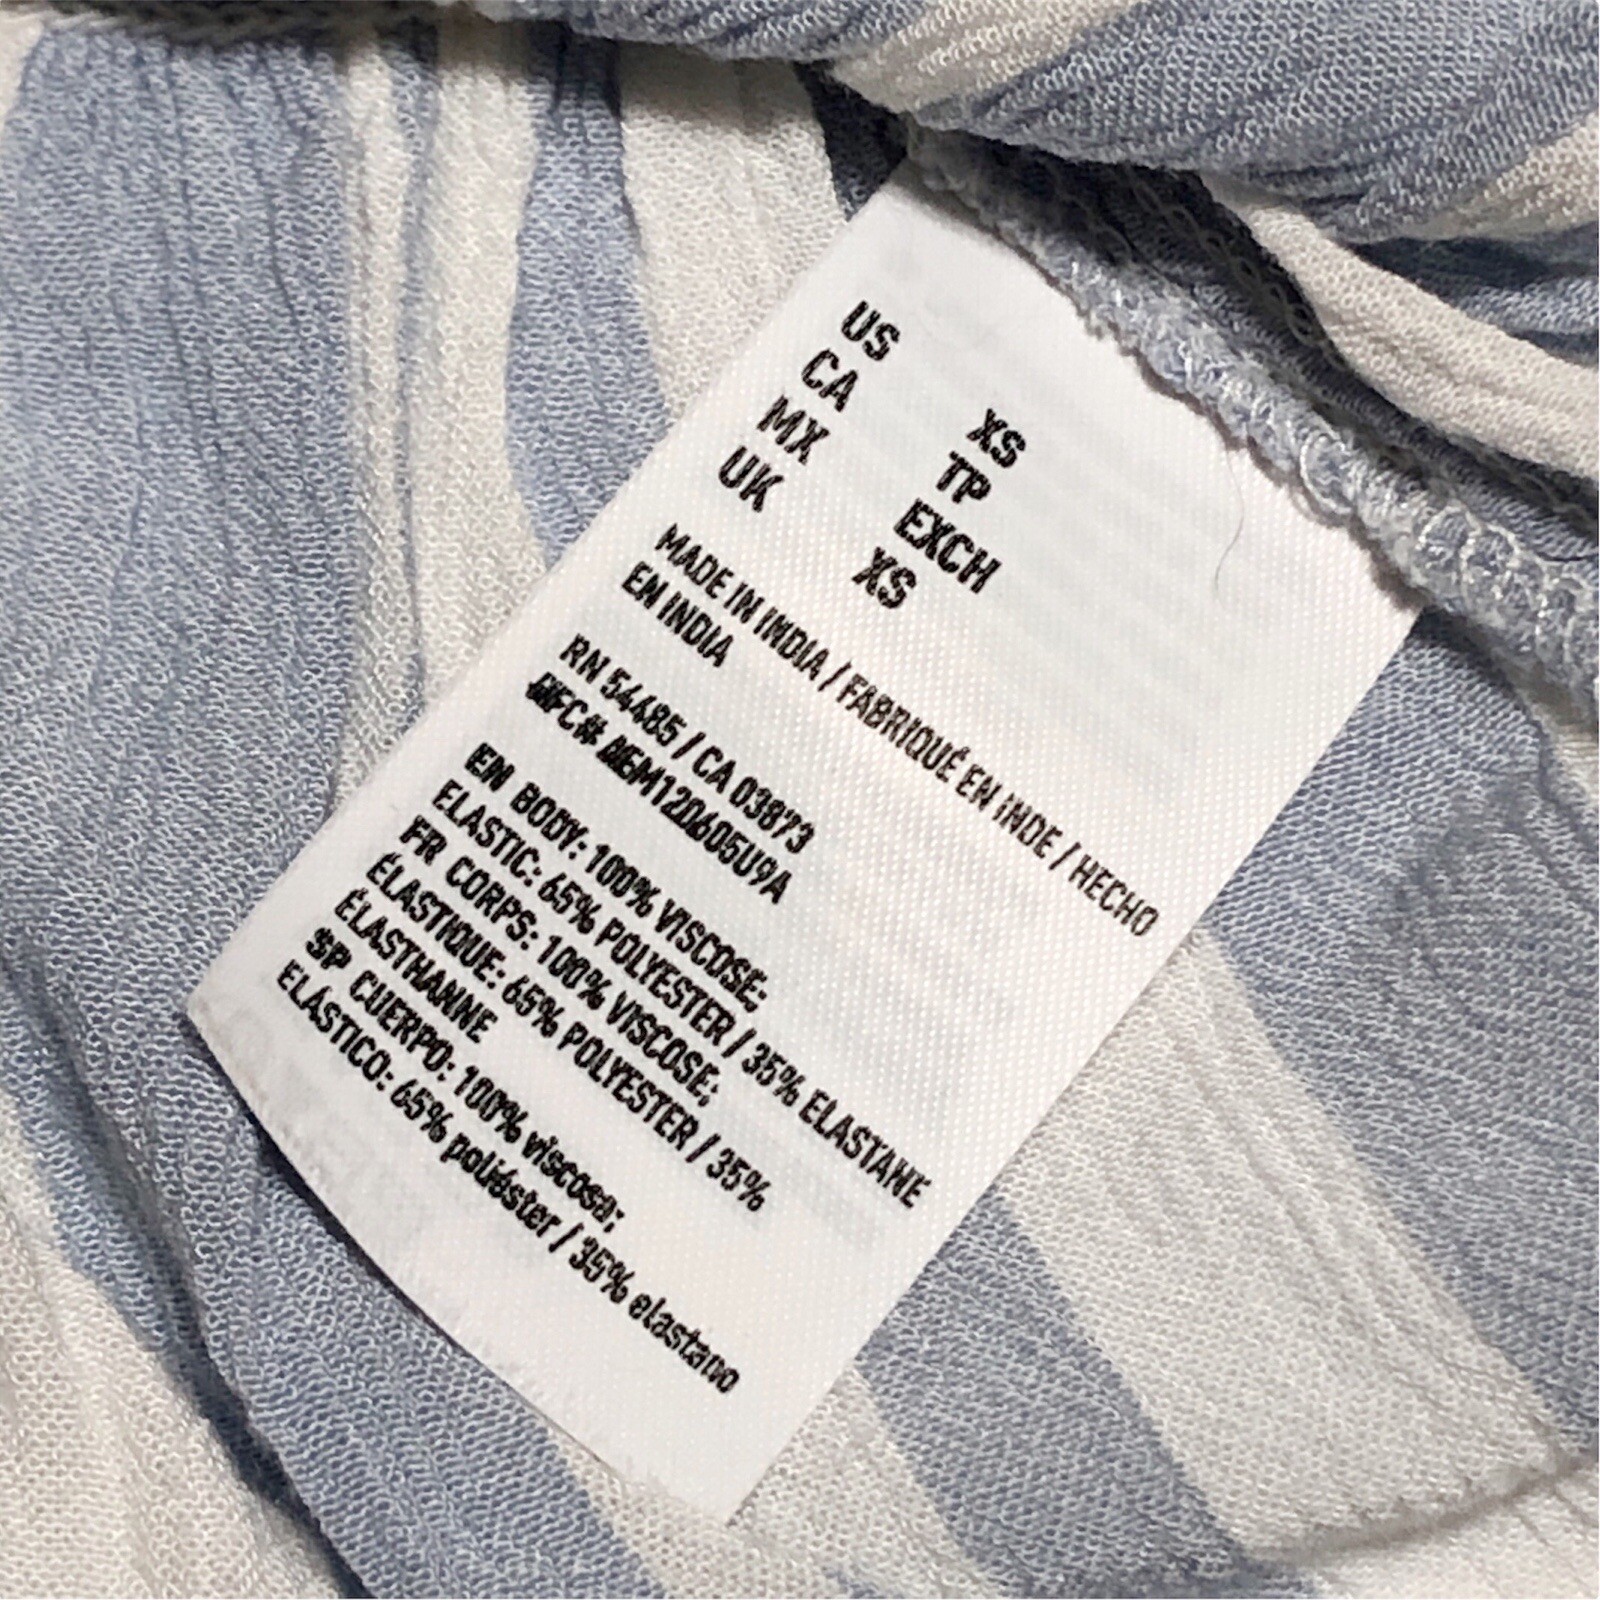 US XS
CA TP
MX EXCH
UK XS
MADE IN INDIA / FABRIQUÉ EN INDE / HECHO
EN INDIA
RN 54485 / CA 03873
EN BODY: 100% VISCOSE;
ELASTIC: 65% POLYESTER / 35% ELASTANE
FR CORPS: 100% VISCOSE;
ÉLASTIQUE: 65% POLYESTER / 35%
ÉLASTHANNE
SP CUERPO: 100% viscosa;
ELÁSTICO: 65% poliéster / 35% elastano